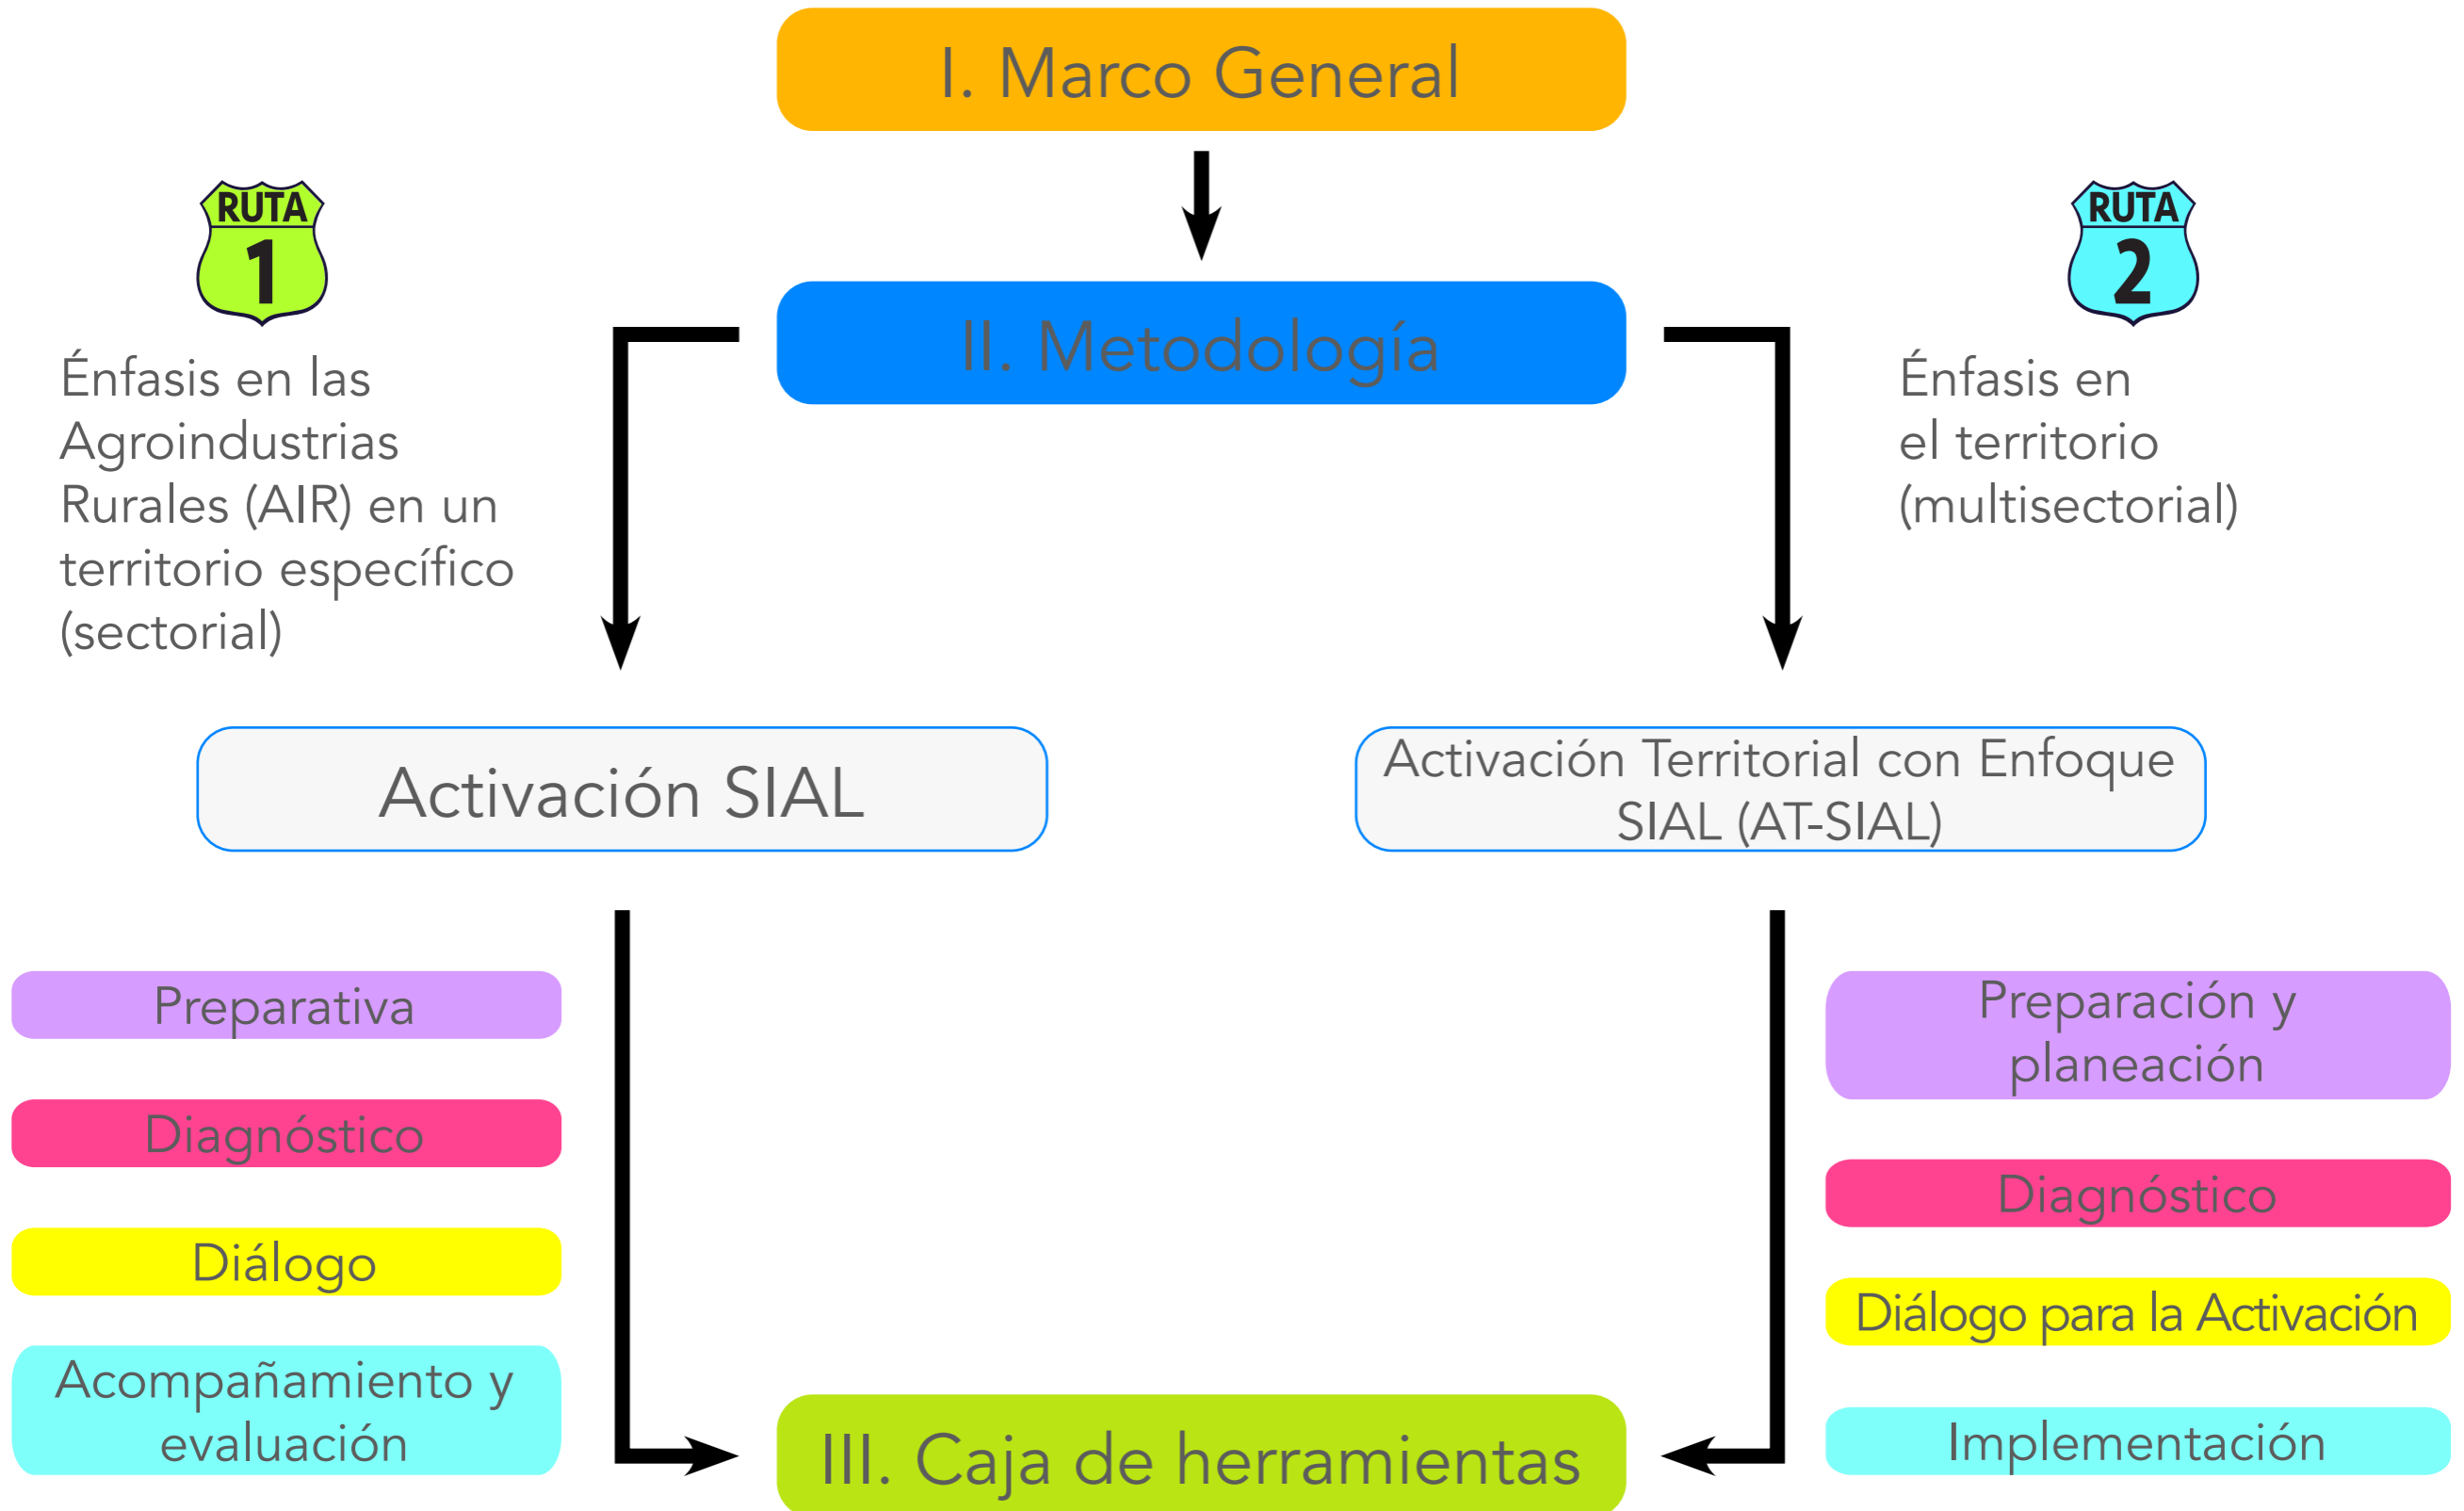 I. Marco General
RUTA
1
RUTA
2
II. Metodología
Énfasis en las
Agroindustrias
Rurales (AIR) en un
territorio específico
(sectorial)
Énfasis en
el territorio
(multisectorial)
Activación SIAL
Activación Territorial con Enfoque
SIAL (AT-SIAL)
Preparativa
Diagnóstico
Diálogo
Acompañamiento y
evaluación
Preparación y
planeación
Diagnóstico
Diálogo para la Activación
Implementación
III. Caja de herramientas